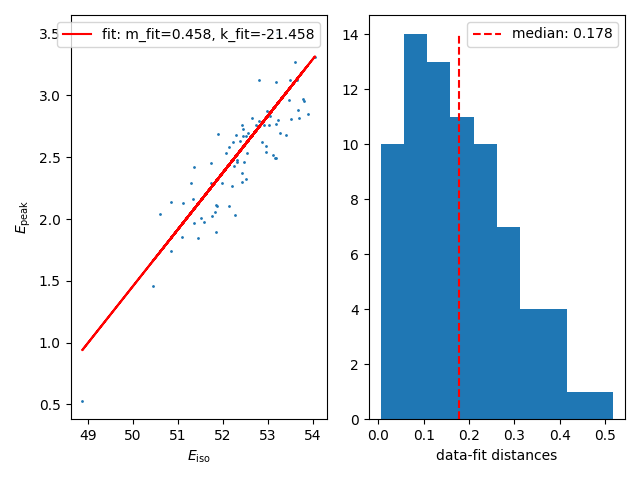 fit: m_fit=0.458, k_fit=-21.458
3.5
3.0
2.5
2.0
1.5
1.0
0.5
E_peak
49 50 51 52 53 54
E_iso
median: 0.178
14
12
10
8
6
4
2
0
0.0 0.1 0.2 0.3 0.4 0.5
data-fit distances